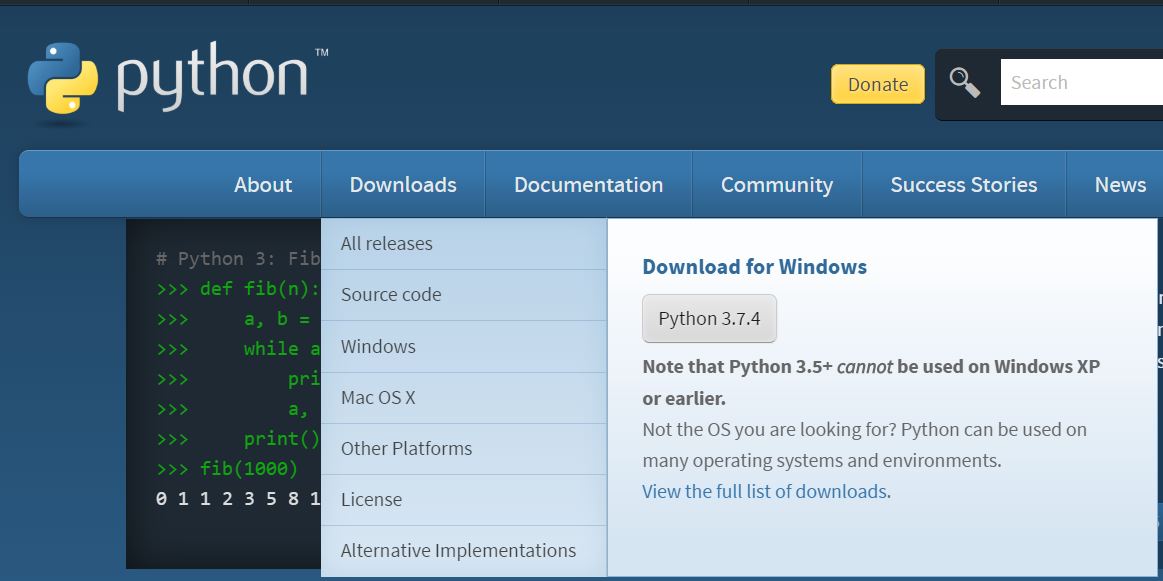 python™
Donate
Search
About
Downloads
Documentation
Community
Success Stories
News
# Python 3: Fib
>>> def fib(n):
>>>     a, b =
>>>     while a
>>>         pri
>>>         a,
>>>     print()
>>> fib(1000)
0 1 1 2 3 5 8 1
All releases
Source code
Windows
Mac OS X
Other Platforms
License
Alternative Implementations
Download for Windows
Python 3.7.4
Note that Python 3.5+ cannot be used on Windows XP
or earlier.
Not the OS you are looking for? Python can be used on
many operating systems and environments.
View the full list of downloads.